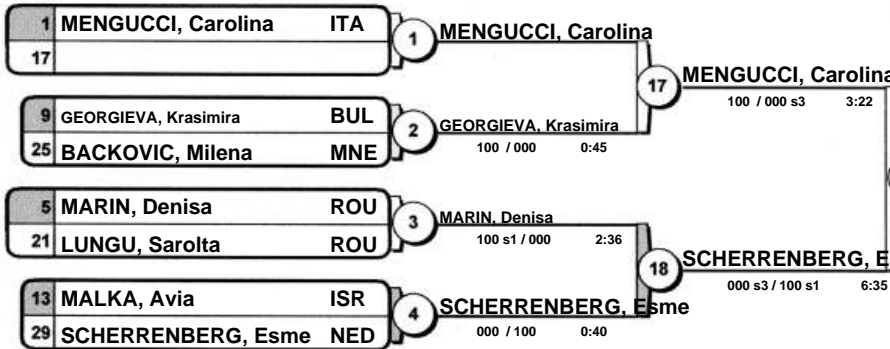 1 MENGUCCI, Carolina ITA
17
1 MENGUCCI, Carolina
9 GEORGIEVA, Krasimira BUL
25 BACKOVIC, Milena MNE
2 GEORGIEVA, Krasimira
100 / 000 0:45
17 MENGUCCI, Carolina
100 / 000 s3 3:22
5 MARIN, Denisa ROU
21 LUNGU, Sarolta ROU
3 MARIN, Denisa
100 s1 / 000 2:36
13 MALKA, Avia ISR
29 SCHERRENBERG, Esme NED
4 SCHERRENBERG, Esme
000 / 100 0:40
18 SCHERRENBERG, E
000 s3 / 100 s1 6:35